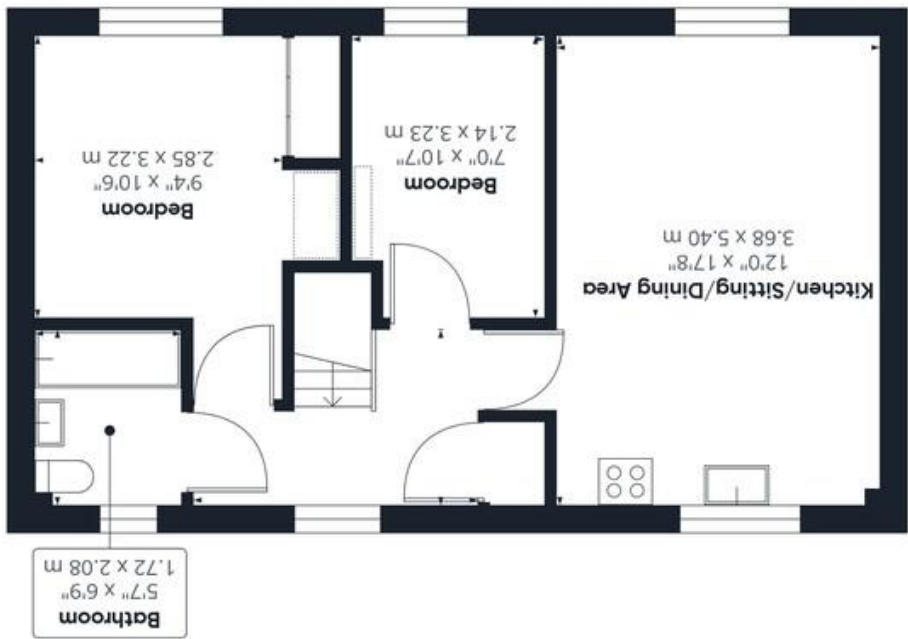 Bathroom
5'7" x 6'9"
1.72 x 2.08 m
Kitchen/Sitting/Dining Area
12'0" x 17'8"
3.68 x 5.40 m
Bedroom
7'0" x 10'7"
2.14 x 3.23 m
Bedroom
9'4" x 10'6"
2.85 x 3.22 m